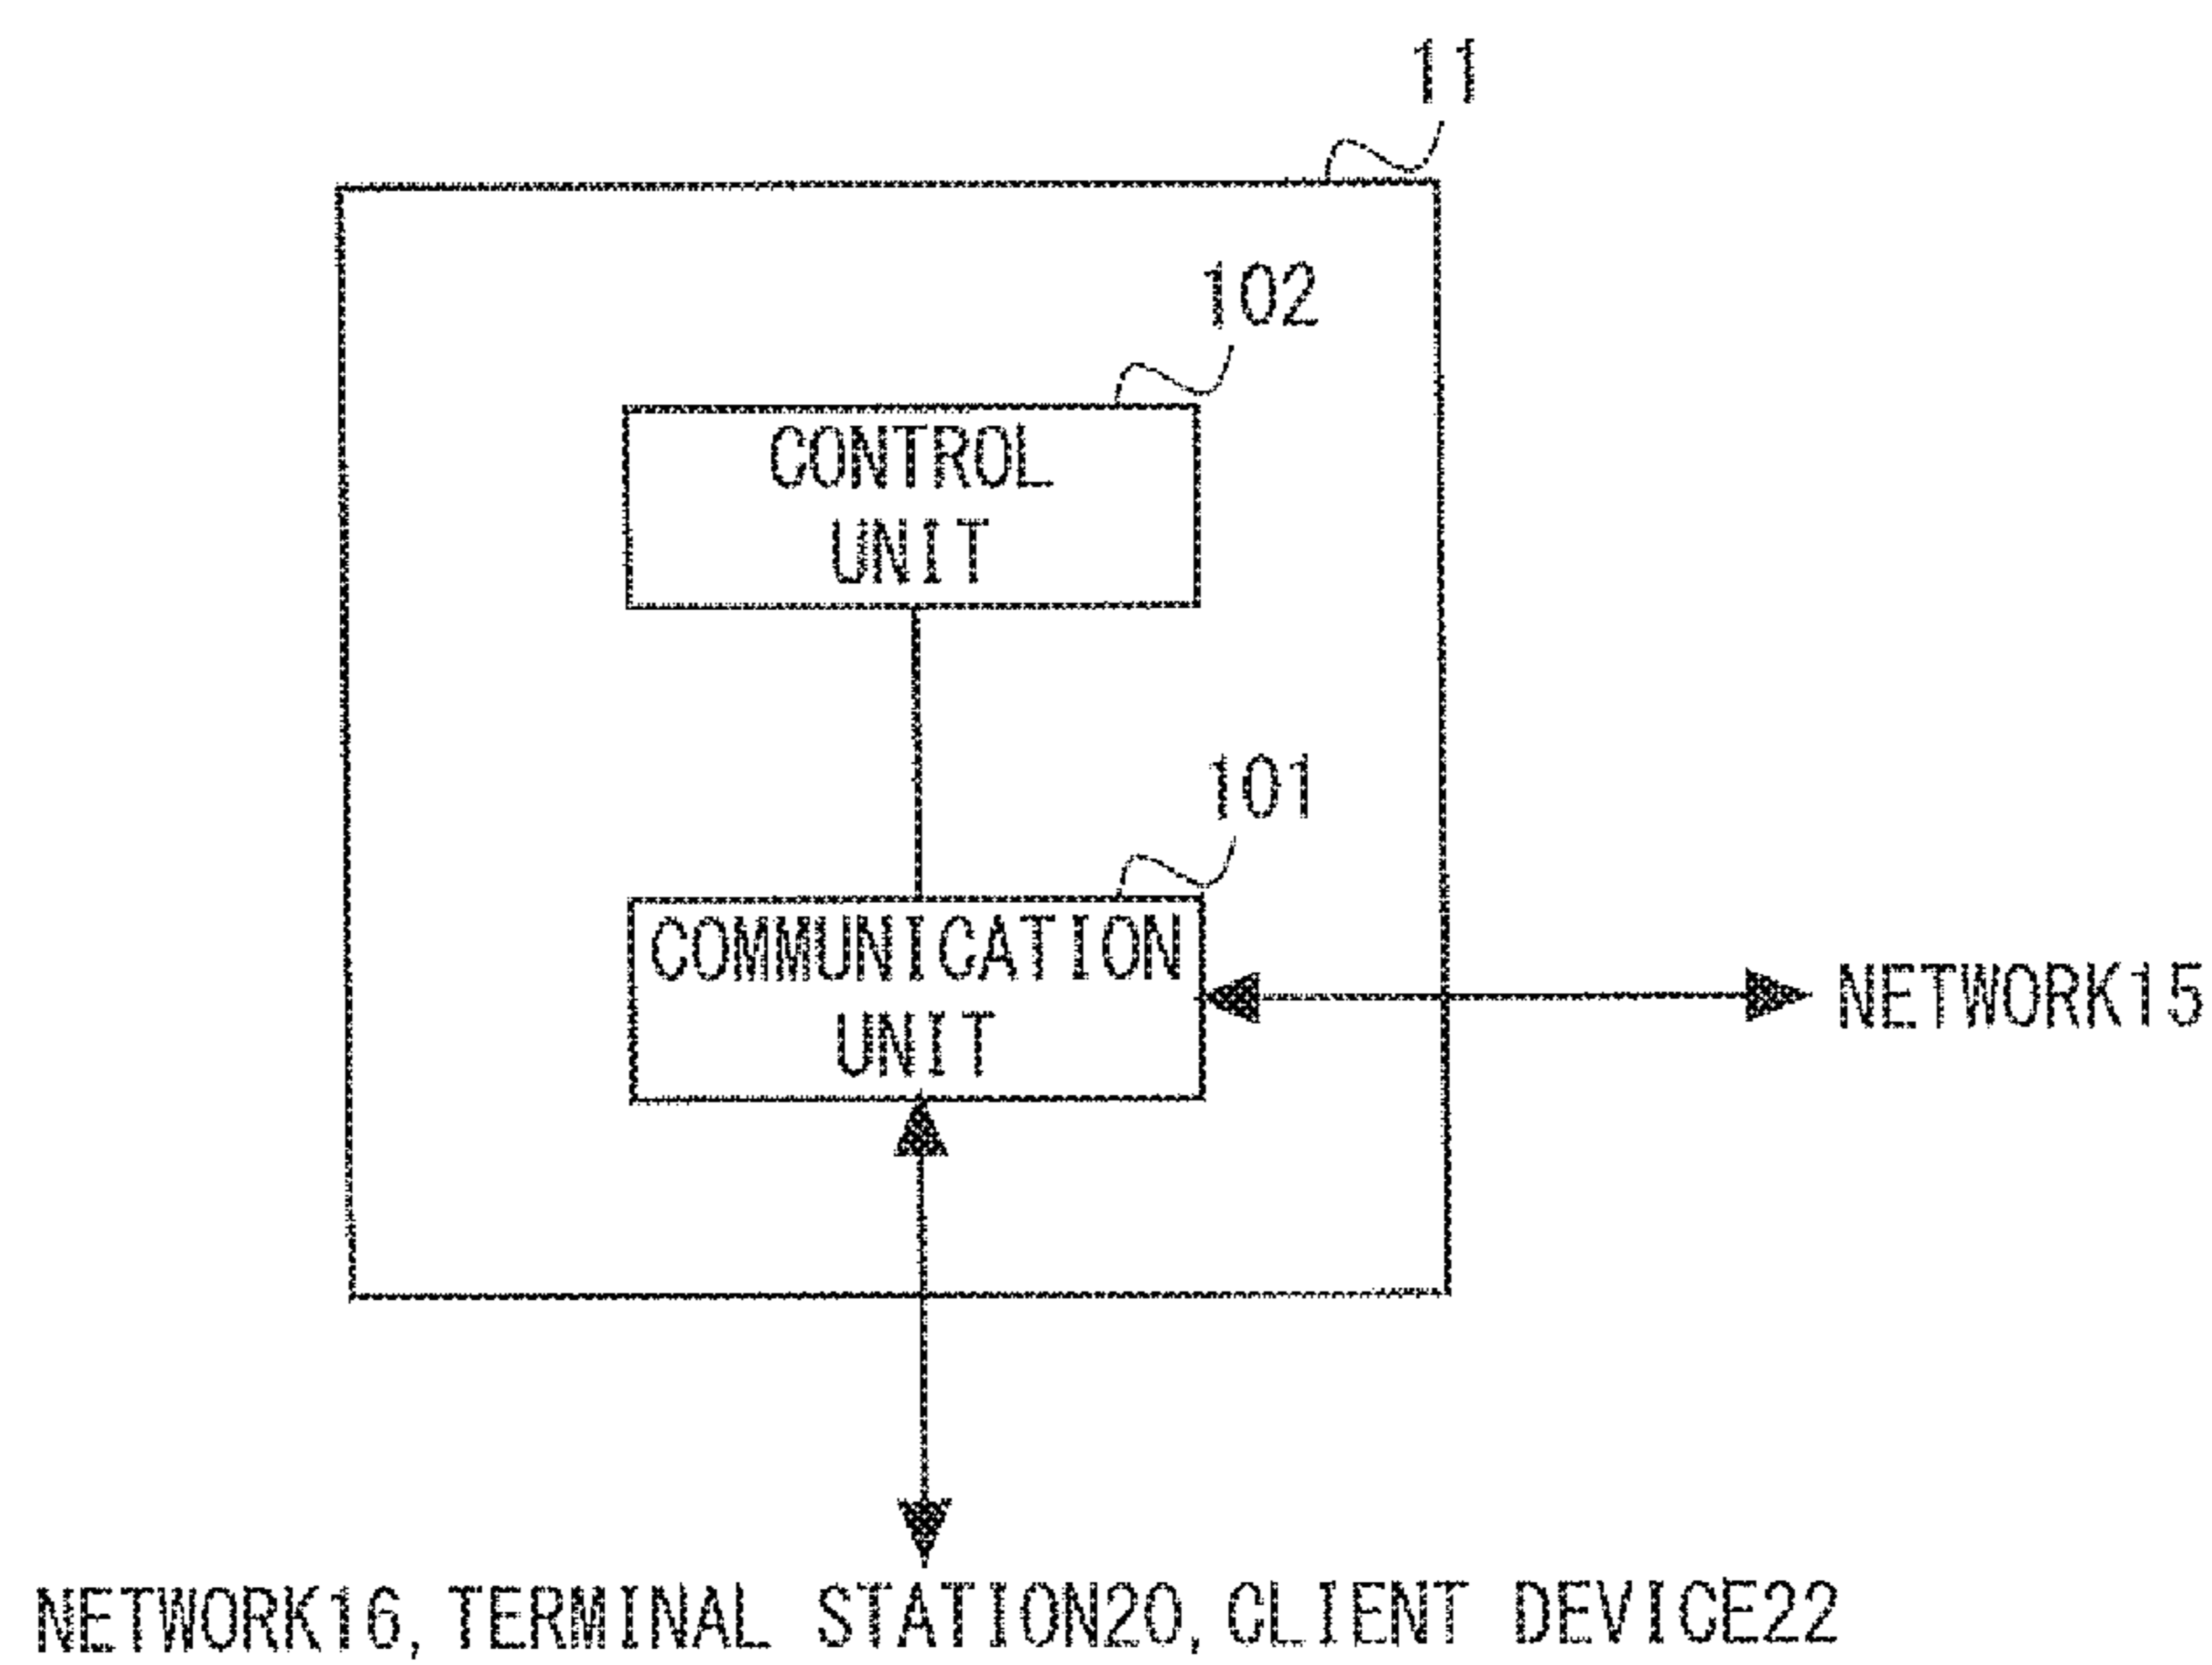 11
102
CONTROL
UNIT
101
COMMUNICATION
UNIT
NETWORK15
NETWORK16, TERMINAL STATION20, CLIENT DEVICE22